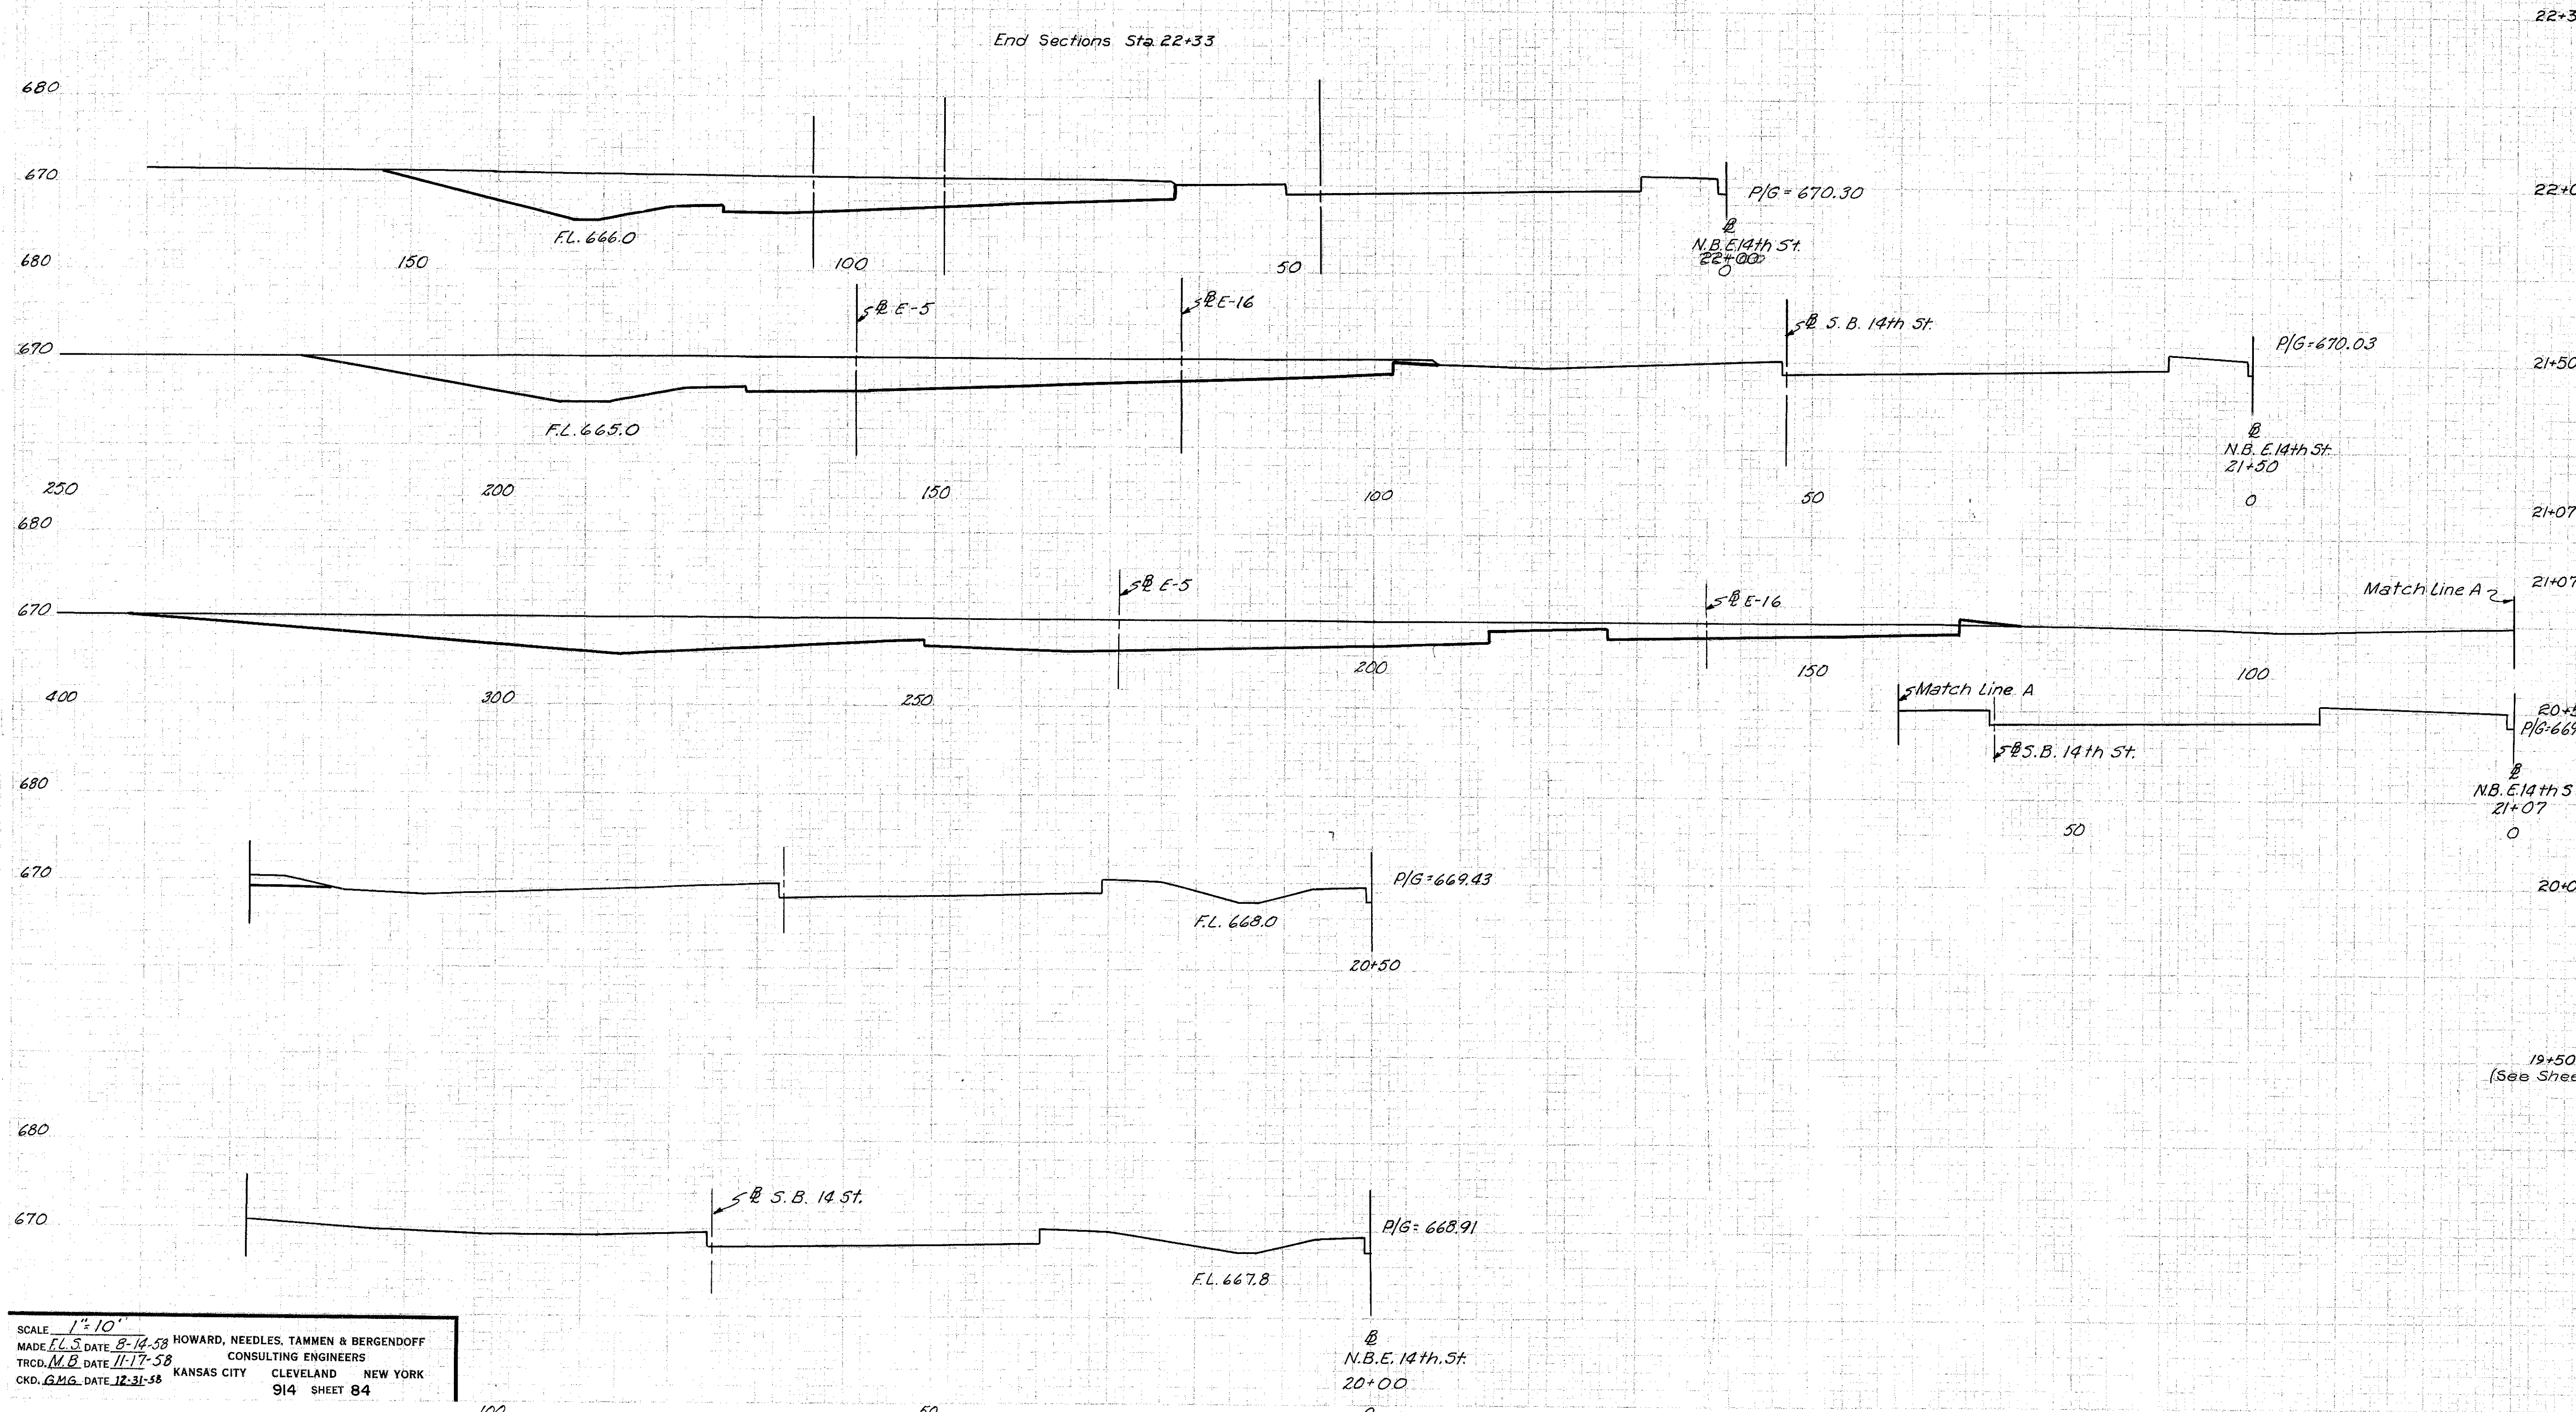 End Sections Sta. 22+33
680
670
P/G = 670.30
F.L. 666.0
N.B.E.14th St.
22+00
150
100
50
0
680
E-5
E-16
S.B. 14th St.
P/G=670.03
670
21+50
F.L. 665.0
N.B. E.14th St.
21+50
250
200
150
100
50
0
680
21+07
E-5
E-16
Match Line A
21+07
670
200
150
100
400
300
250
Match Line A
S.B. 14th St.
N.B. E.14th S
21+07
50
0
680
670
P/G=669.43
F.L. 668.0
20+50
19+50
(See Shee
680
670
S.B. 14 St.
P/G= 668.91
F.L. 667.8
N.B.E. 14th. St.
20+00
100
50
0
SCALE 1"=10'
MADE F.L.S. DATE 8-14-58
TRCD. M.B. DATE 11-17-58
CKD. GMG DATE 12-31-58
HOWARD, NEEDLES, TAMMEN & BERGENDOFF
CONSULTING ENGINEERS
KANSAS CITY CLEVELAND NEW YORK
914 SHEET 84